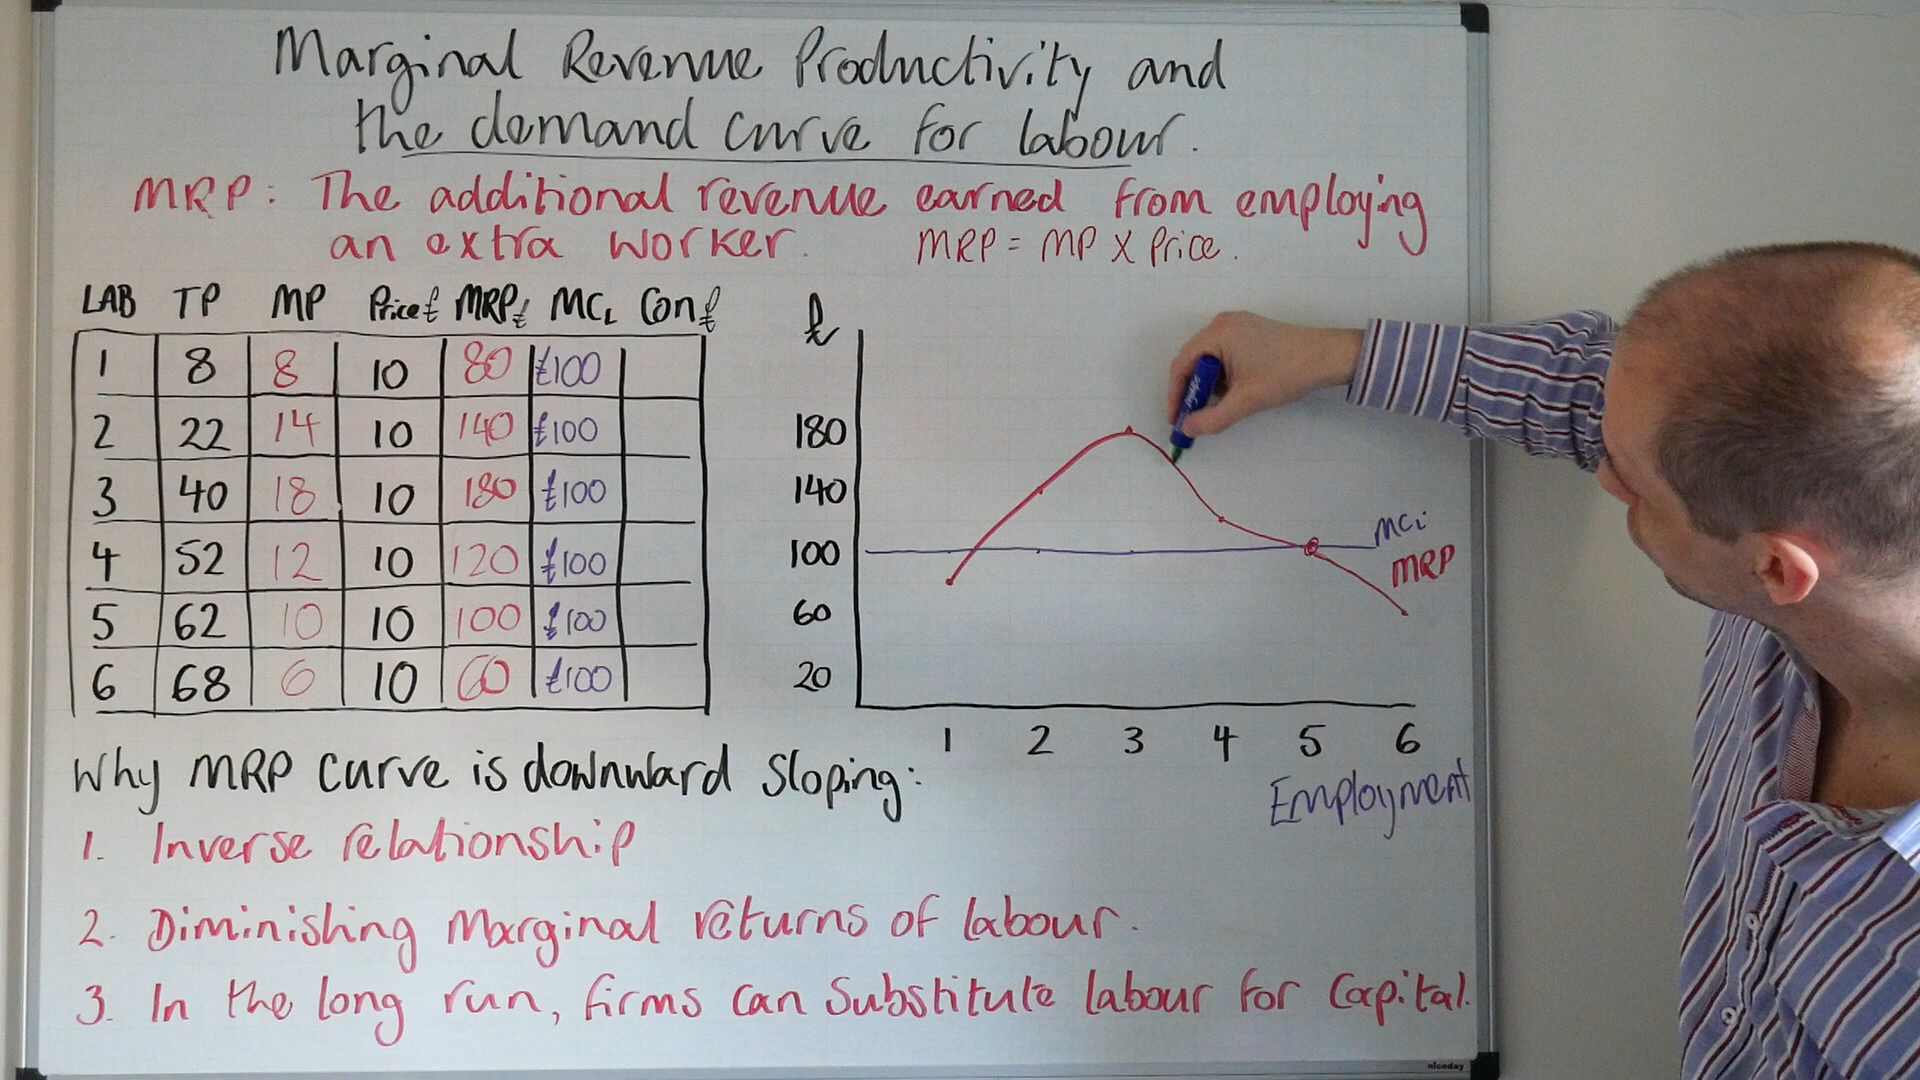 Marginal Revenue Productivity and
the demand curve for labour.
MRP: The additional revenue earned from employing
an extra worker. MRP = MP X Price.
LAB TP MP Price£ MRP£ MCL Con£
1 8 8 10 80 £100
2 22 14 10 140 £100
3 40 18 10 180 £100
4 52 12 10 120 £100
5 62 10 10 100 £100
6 68 6 10 60 £100
£
180
140
100
60
20
MCL
MRP
1 2 3 4 5 6
Employment
Why MRP curve is downward sloping:
1. Inverse relationship
2. Diminishing Marginal returns of labour.
3. In the long run, firms can substitute labour for capital.
niceday